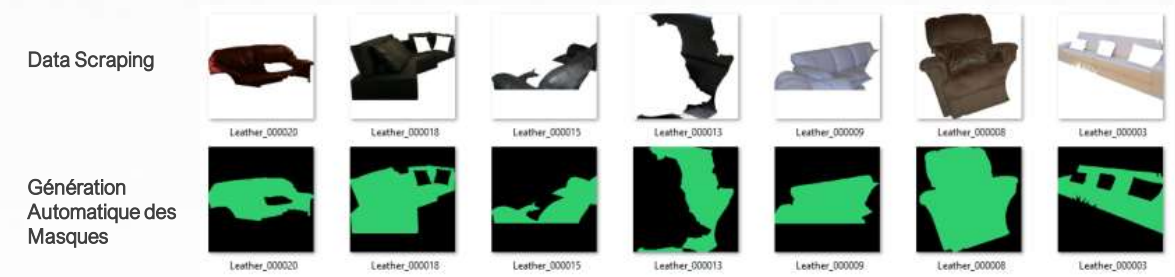 Data Scraping
Leather_000020 Leather_000018 Leather_000015 Leather_000013 Leather_000009 Leather_000008 Leather_000003
Génération
Automatique des
Masques
Leather_000020 Leather_000018 Leather_000015 Leather_000013 Leather_000009 Leather_000008 Leather_000003